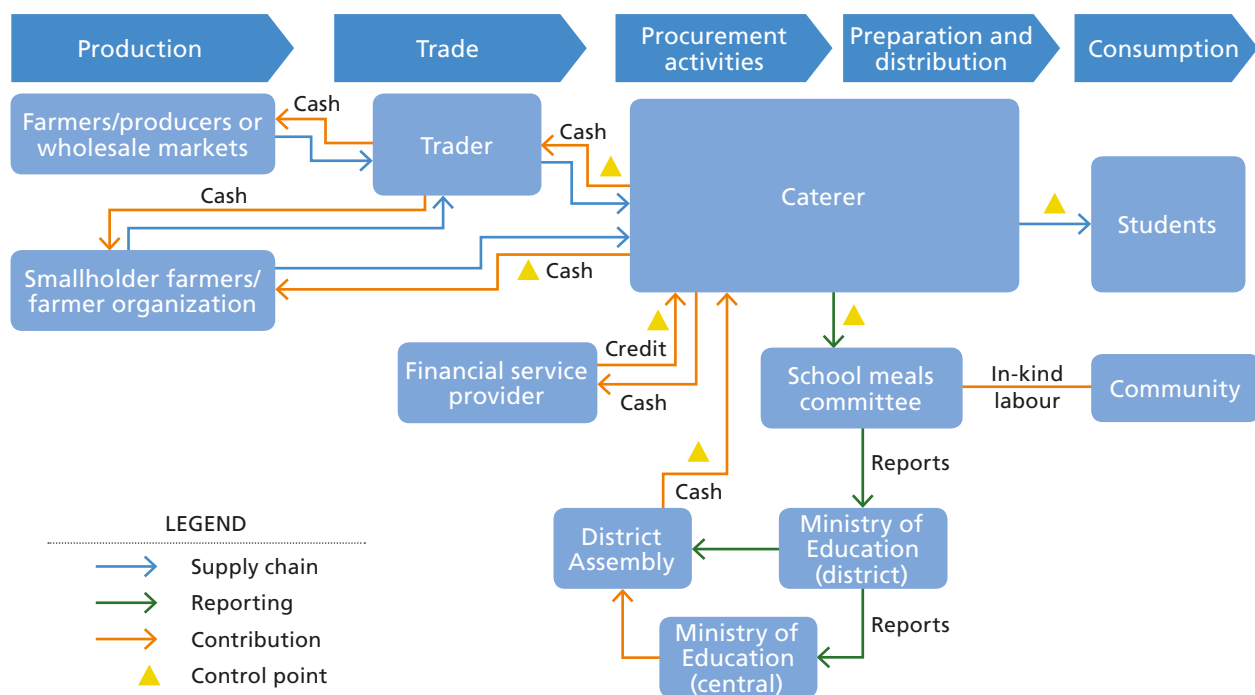 Production
Trade
Procurement
activities
Preparation and
distribution
Consumption
Farmers/producers or
wholesale markets
Cash
Trader
Cash
Caterer
Students
Cash
Smallholder farmers/
farmer organization
Cash
Financial service
provider
Credit
Cash
School meals
committee
In-kind
labour
Community
Reports
Cash
District
Assembly
Ministry of
Education
(district)
Reports
Ministry of
Education
(central)
LEGEND
Supply chain
Reporting
Contribution
Control point